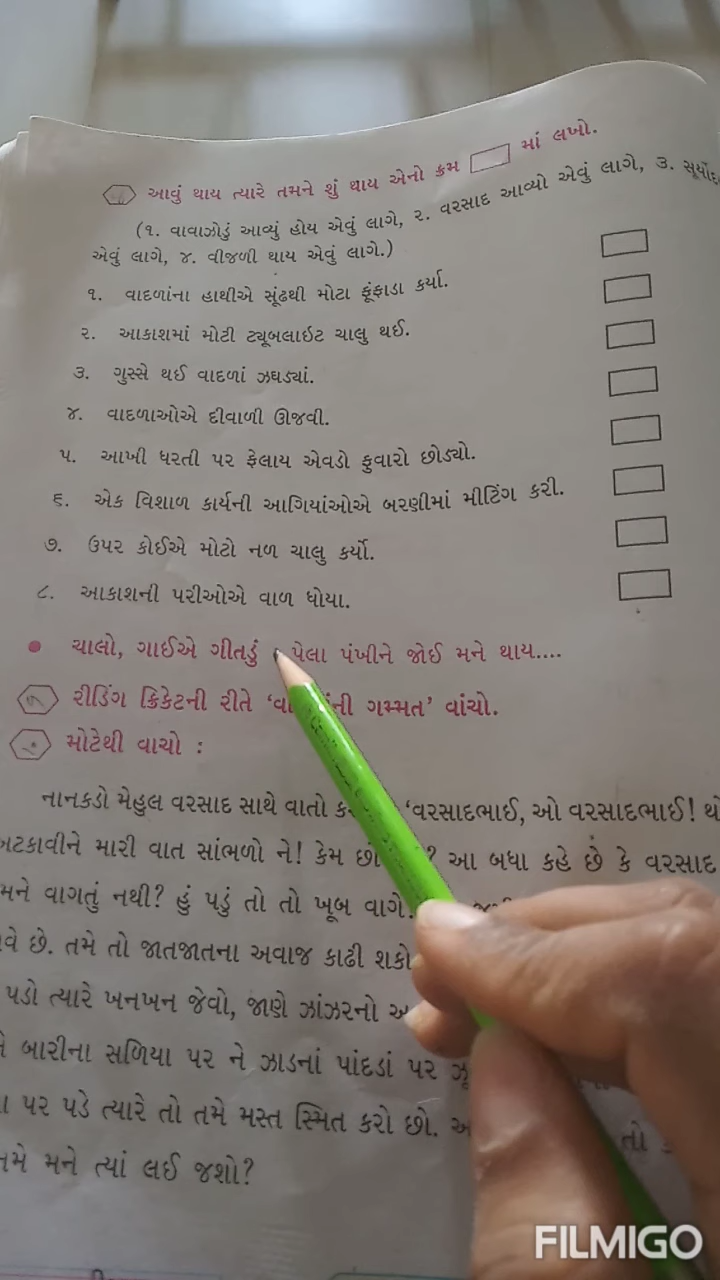 આવું થાય ત્યારે તમને શું થાય એનો ક્રમ માં લખો.
(૧. વાવાઝોડું આવ્યું હોય એવું લાગે, ૨. વરસાદ આવ્યો એવું લાગે, ૩.
એવું લાગે, ૪. વીજળી થાય એવું લાગે.)
૧. વાદળાંના હાથીએ સૂંઢથી મોટા ફૂંફાડા કર્યા.
૨. આકાશમાં મોટી ટ્યૂબલાઇટ ચાલુ થઈ.
૩. ગુસ્સે થઈ વાદળાં ઝઘડ્યાં.
૪. વાદળાઓએ દીવાળી ઊજવી.
૫. આખી ધરતી પર ફેલાય એવડો ફુવારો છોડ્યો.
૬. એક વિશાળ કાર્યની આગિયાંઓએ બરણીમાં મીટિંગ કરી.
૭. ઉપર કોઈએ મોટો નળ ચાલુ કર્યો.
૮. આકાશની પરીઓએ વાળ ધોયા.
• ચાલો, ગાઈએ ગીતડું પેલા પંખીને જોઈ મને થાય....
રીડિંગ ક્રિકેટની રીતે ગમ્મત' વાંચો.
મોટેથી વાચો :
નાનકડો મેહુલ વરસાદ સાથે વાતો 'વરસાદભાઈ, ઓ વરસાદભાઈ!
અટકાવીને મારી વાત સાંભળો ને! કેમ આ બધા કહે છે કે વરસાદ
મને વાગતું નથી? હું પડું તો તો ખૂબ વાગે.
છે. તમે તો જાતજાતના અવાજ કાઢી શકો
પડો ત્યારે ખનખન જેવો, જાણે ઝાંઝરનો
બારીના સળિયા પર ને ઝાડનાં પાંદડાં પર
પર પડે ત્યારે તો તમે મસ્ત સ્મિત કરો છો. તો
તમે મને ત્યાં લઈ જશો?
FILMIGO